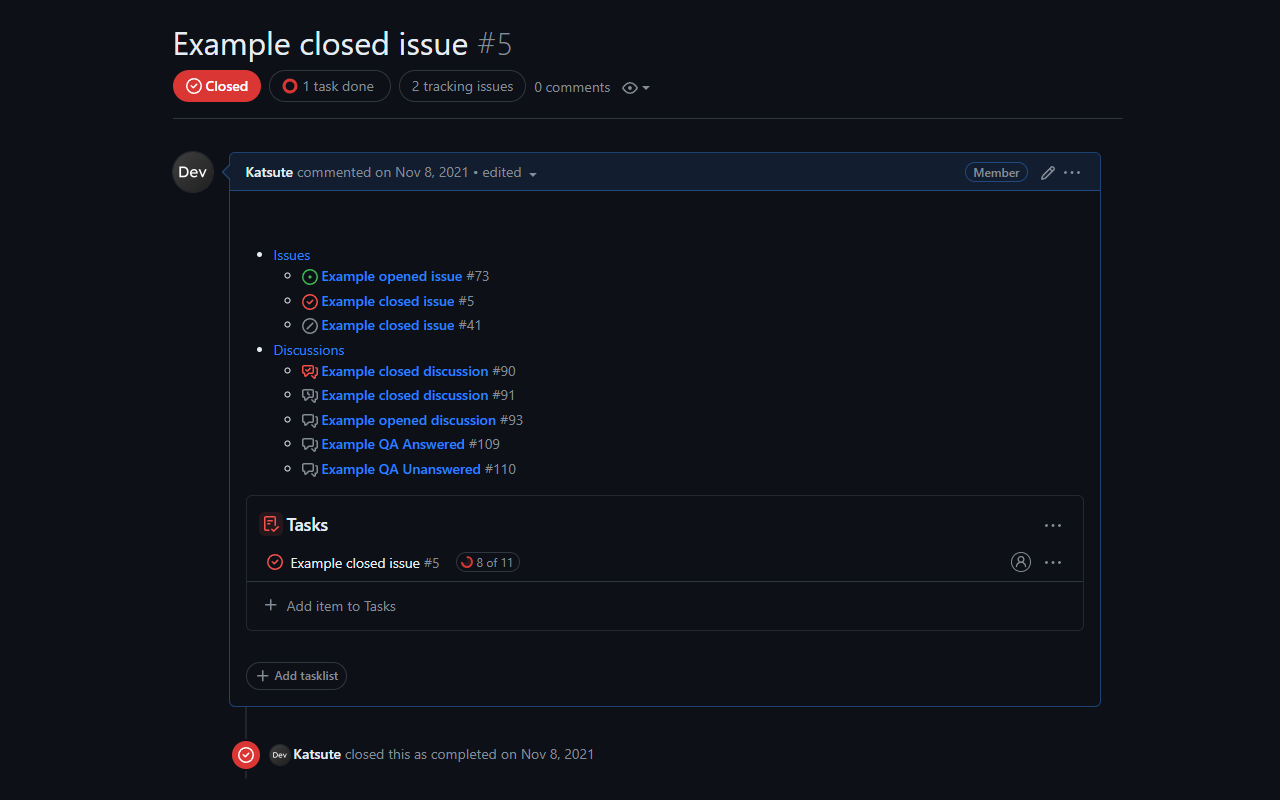 Example closed issue #5
Closed 1 task done 2 tracking issues 0 comments
Dev Katsute commented on Nov 8, 2021 • edited Member
Issues
Example opened issue #73
Example closed issue #5
Example closed issue #41
Discussions
Example closed discussion #90
Example closed discussion #91
Example opened discussion #93
Example QA Answered #109
Example QA Unanswered #110
Tasks
Example closed issue #5 8 of 11
Add item to Tasks
Add tasklist
Dev Katsute closed this as completed on Nov 8, 2021